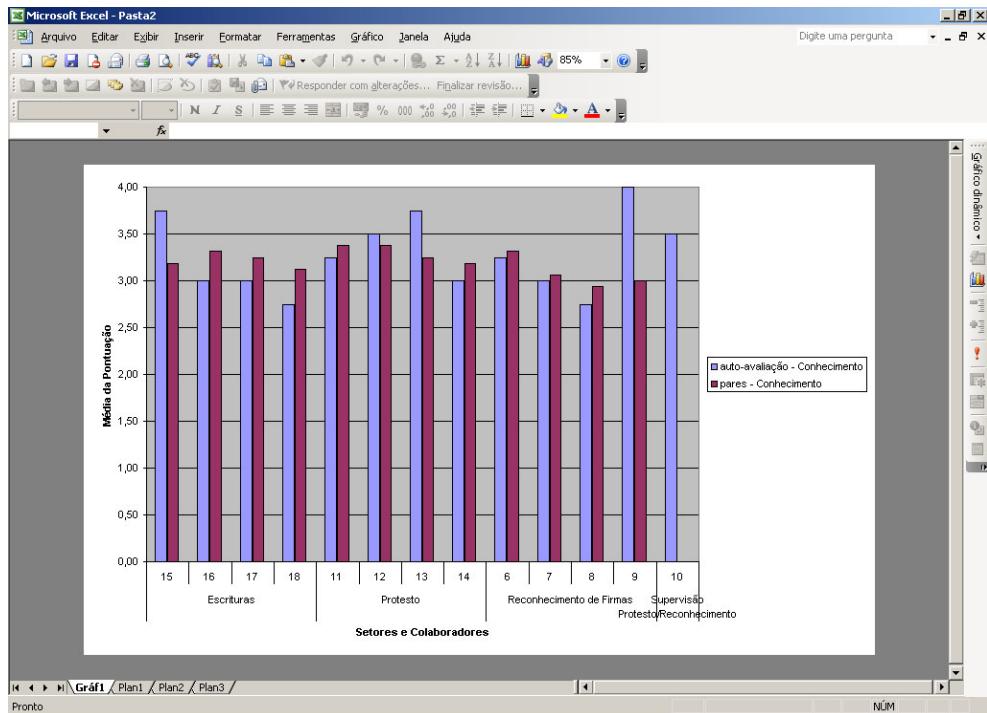 Microsoft Excel - Pasta2
Arquivo Editar Exibir Inserir Formatar Ferramentas Gráfico Janela Ajuda Digite uma pergunta
85%
Responder com alterações... Finalizar revisão...
N I S % 000
fx
Gráfico dinâmico
4,00
3,50
3,00
2,50
2,00
1,50
1,00
0,50
0,00
Média da Pontuação
auto-avaliação - Conhecimento
pares - Conhecimento
15 16 17 18 11 12 13 14 6 7 8 9 10
Escrituras Protesto Reconhecimento de Firmas Supervisão
Protesto/Reconhecimento
Setores e Colaboradores
Gráf1 Plan1 Plan2 Plan3
Pronto NÚM